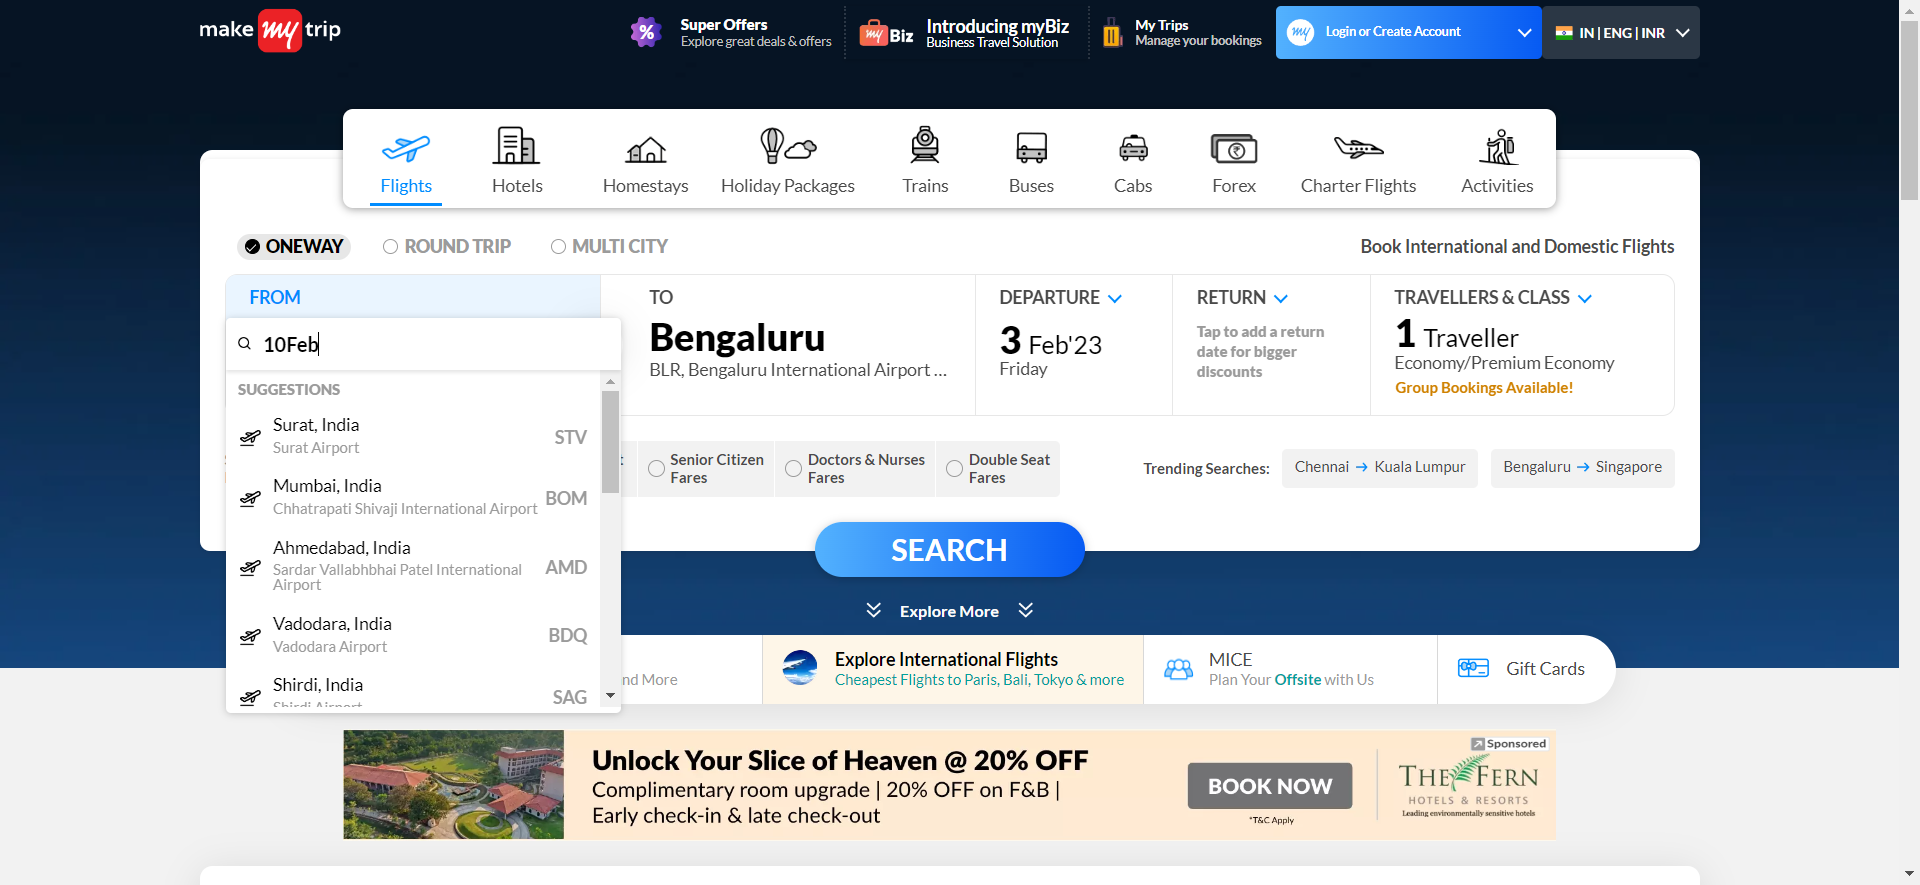 make my trip
Super Offers
Explore great deals & offers
my Biz
Introducing myBiz
Business Travel Solution
My Trips
Manage your bookings
my
Login or Create Account
IN | ENG | INR
Flights
Hotels
Homestays
Holiday Packages
Trains
Buses
Cabs
Forex
Charter Flights
Activities
ONEWAY
ROUND TRIP
MULTI CITY
Book International and Domestic Flights
FROM
10Feb
SUGGESTIONS
Surat, India
Surat Airport
STV
Mumbai, India
Chhatrapati Shivaji International Airport
BOM
Ahmedabad, India
Sardar Vallabhbhai Patel International
Airport
AMD
Vadodara, India
Vadodara Airport
BDQ
Shirdi, India
Shirdi Airport
SAG
TO
Bengaluru
BLR, Bengaluru International Airport ...
DEPARTURE
3 Feb'23
Friday
RETURN
Tap to add a return
date for bigger
discounts
TRAVELLERS & CLASS
1 Traveller
Economy/Premium Economy
Group Bookings Available!
Senior Citizen
Fares
Doctors & Nurses
Fares
Double Seat
Fares
Trending Searches:
Chennai → Kuala Lumpur
Bengaluru → Singapore
SEARCH
Explore More
nd More
Explore International Flights
Cheapest Flights to Paris, Bali, Tokyo & more
MICE
Plan Your Offsite with Us
Gift Cards
Unlock Your Slice of Heaven @ 20% OFF
Complimentary room upgrade | 20% OFF on F&B |
Early check-in & late check-out
BOOK NOW
*T&C Apply
Sponsored
THE FERN
HOTELS & RESORTS
Leading environmentally sensitive hotels